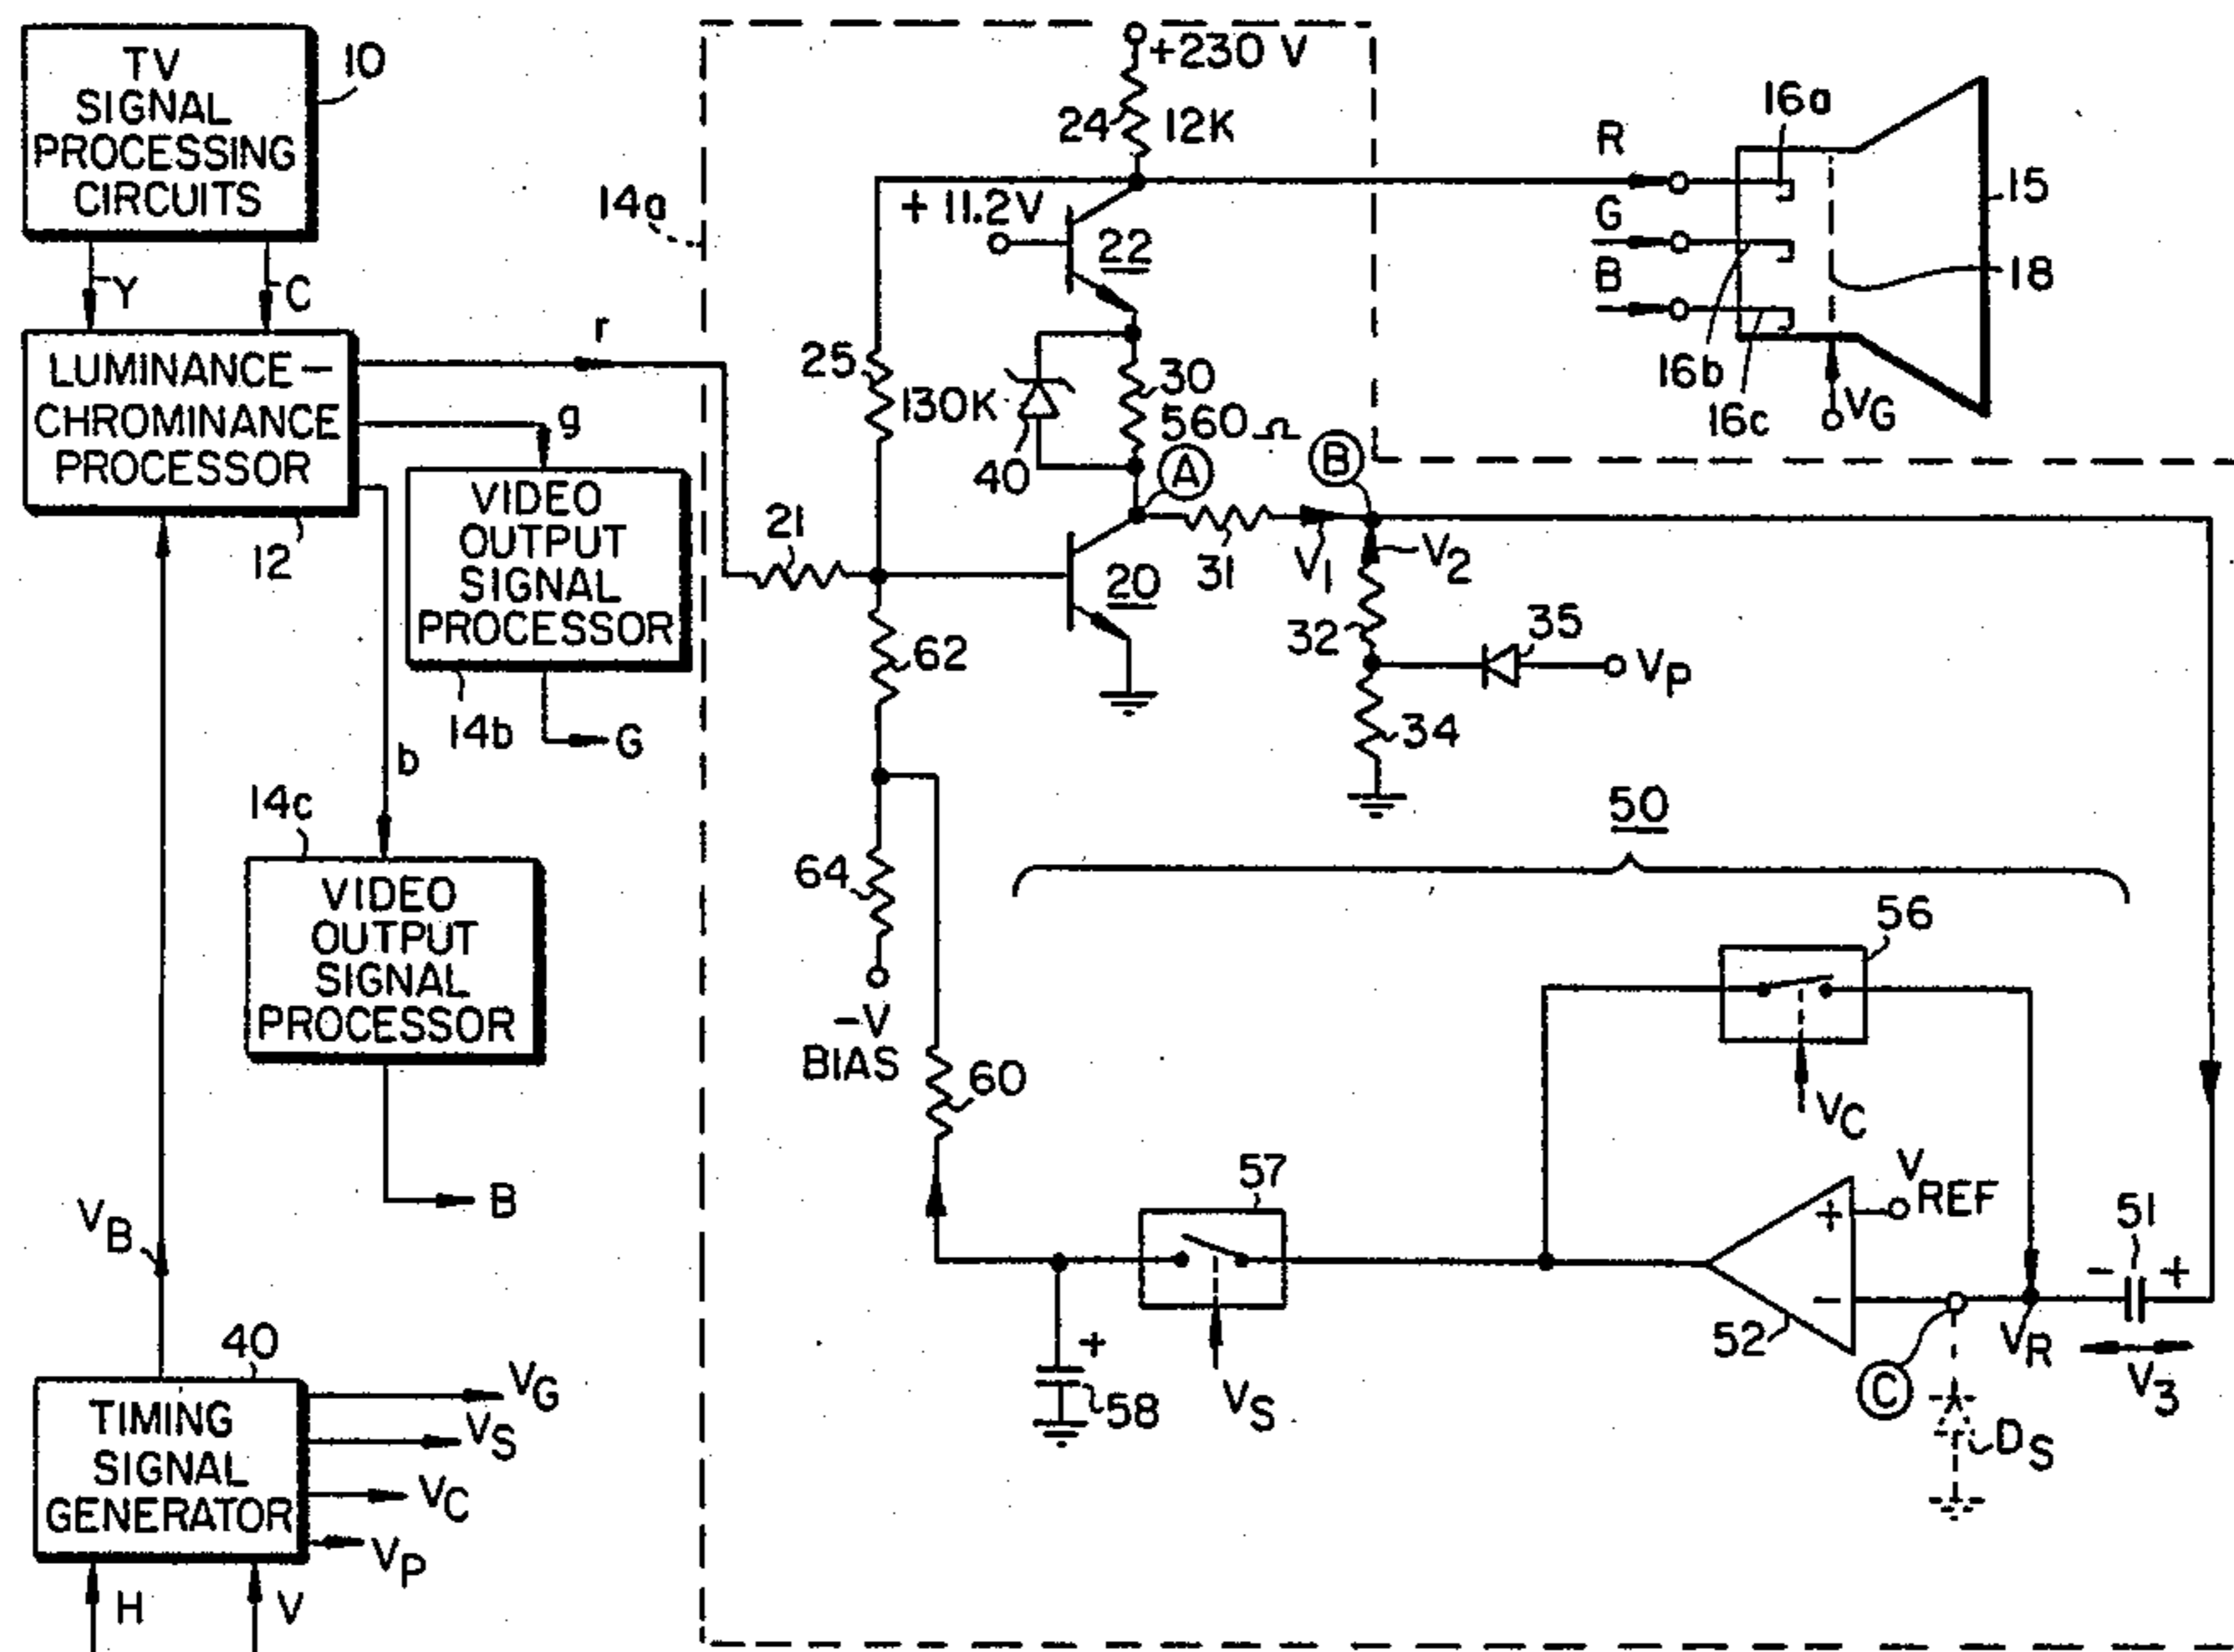 TV
SIGNAL
PROCESSING
CIRCUITS
10
Y
C
LUMINANCE-
CHROMINANCE
PROCESSOR
12
r
g
b
VIDEO
OUTPUT
SIGNAL
PROCESSOR
14b
G
14c
VIDEO
OUTPUT
SIGNAL
PROCESSOR
B
VB
40
TIMING
SIGNAL
GENERATOR
VG
VS
VC
VP
H
V
14a
+230 V
24
12K
+11.2V
22
25
130K
30
560Ω
40
A
B
21
20
31
V1
V2
32
35
VP
34
62
64
-V
BIAS
60
50
56
VC
57
VS
58
+
52
+
-
VREF
C
VR
DS
51
- +
V3
R
G
B
16a
16b
16c
15
18
VG